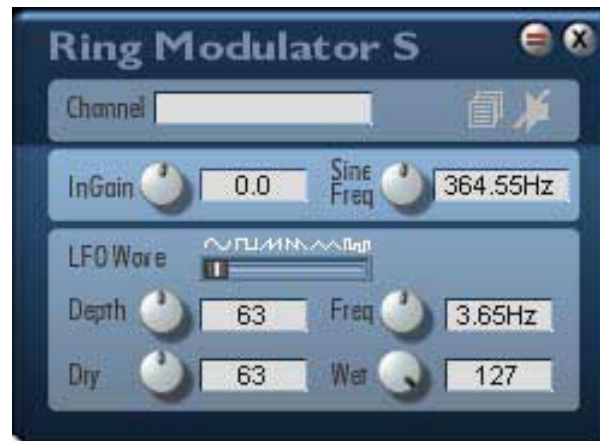 Ring Modulator S
Channel
InGain 0.0 Sine Freq 364.55Hz
LFO Wave
Depth 63 Freq 3.65Hz
Dry 63 Wet 127